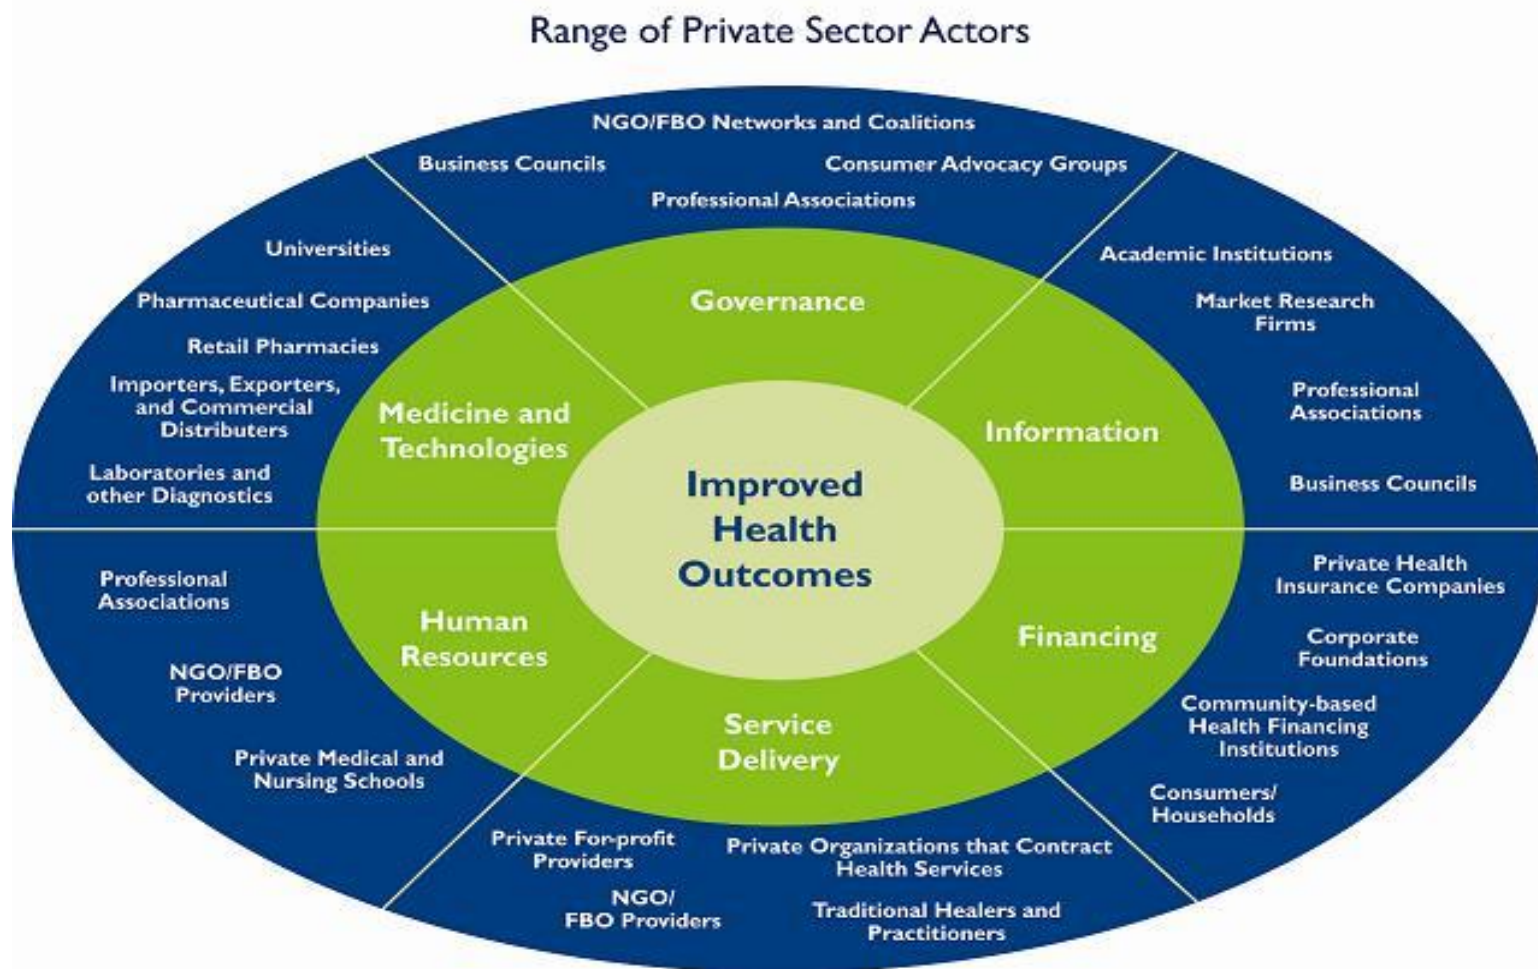 Range of Private Sector Actors
NGO/FBO Networks and Coalitions
Business Councils
Consumer Advocacy Groups
Professional Associations
Governance
Academic Institutions
Market Research
Firms
Professional
Associations
Business Councils
Information
Private Health
Insurance Companies
Corporate
Foundations
Community-based
Health Financing
Institutions
Consumers/
Households
Financing
Private For-profit
Providers
Private Organizations that Contract
Health Services
NGO/
FBO Providers
Traditional Healers and
Practitioners
Service
Delivery
Professional
Associations
NGO/FBO
Providers
Private Medical and
Nursing Schools
Human
Resources
Universities
Pharmaceutical Companies
Retail Pharmacies
Importers, Exporters,
and Commercial
Distributers
Laboratories and
other Diagnostics
Medicine and
Technologies
Improved
Health
Outcomes